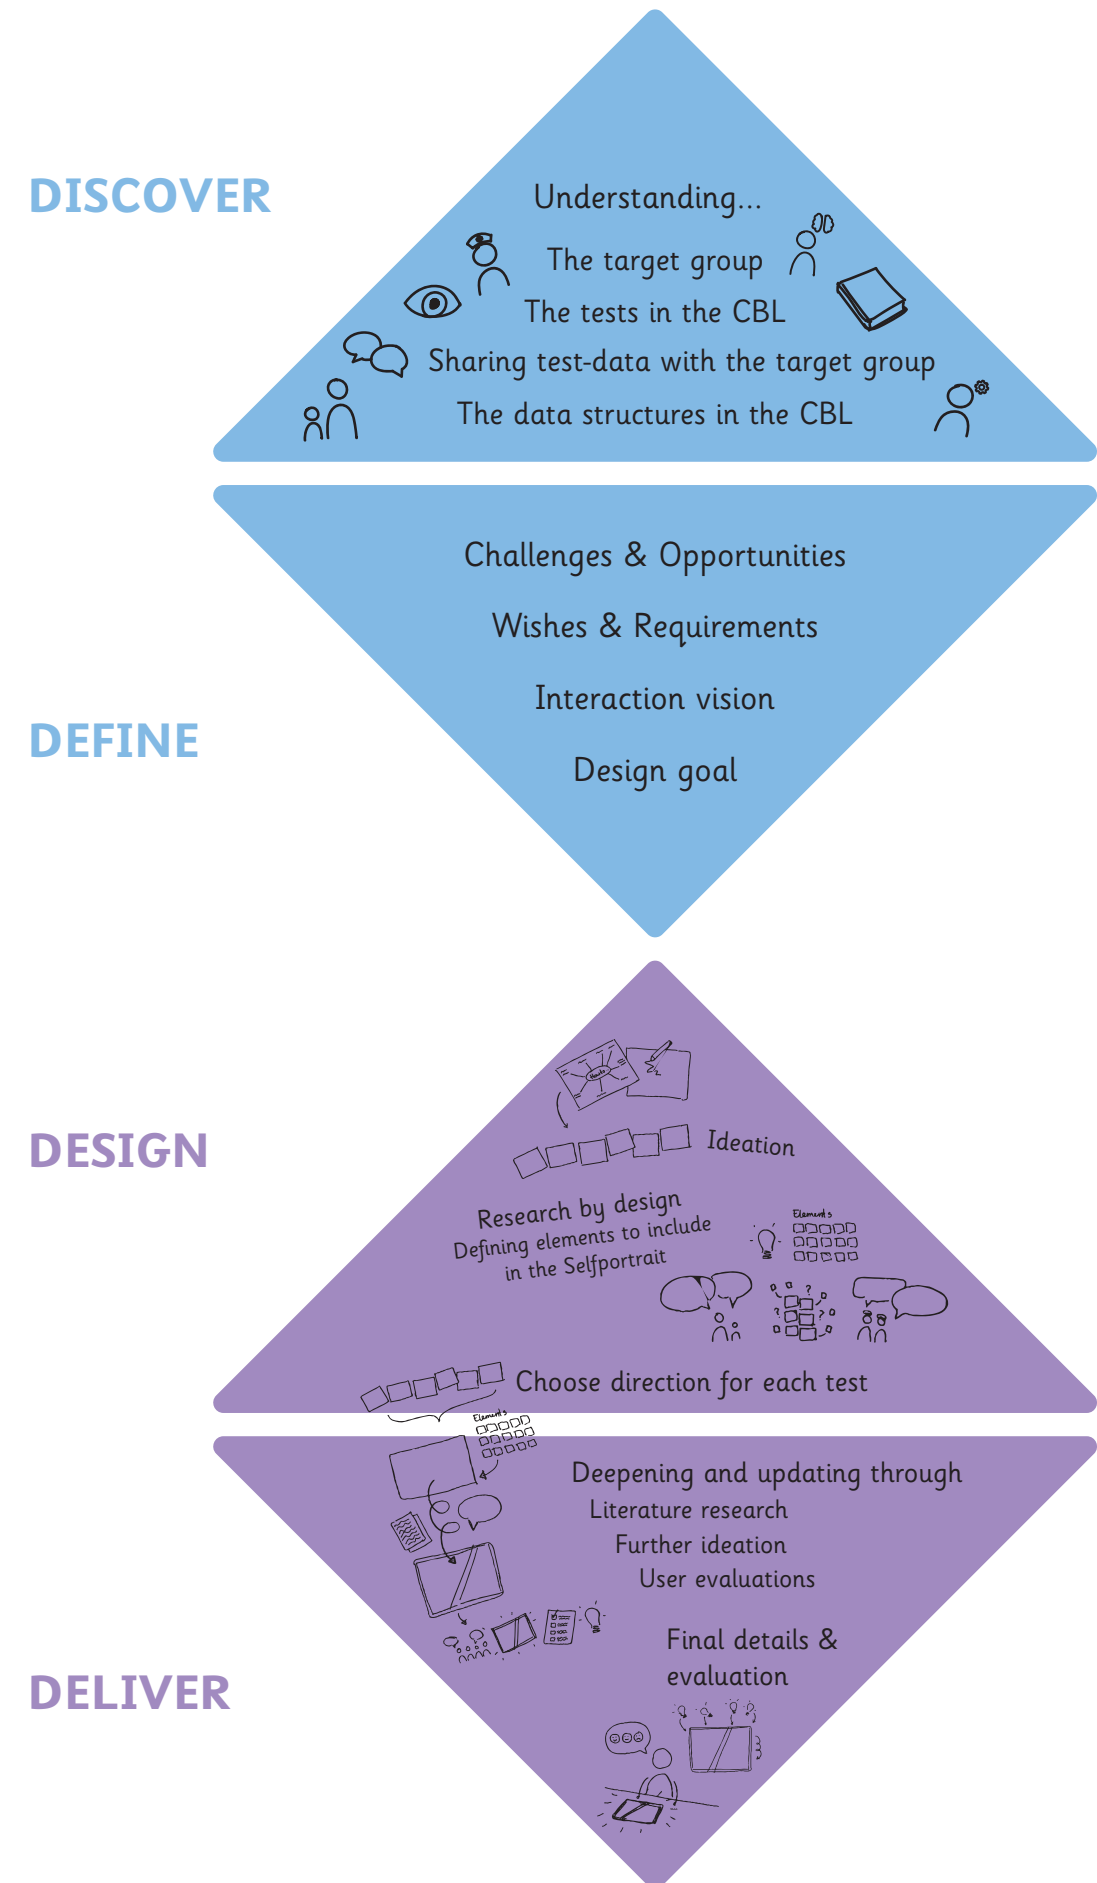 DISCOVER
Understanding...
The target group
The tests in the CBL
Sharing test-data with the target group
The data structures in the CBL
Challenges & Opportunities
Wishes & Requirements
Interaction vision
DEFINE
Design goal
DESIGN
Ideation
Research by design
Defining elements to include
in the Selfportrait
Elements
Choose direction for each test
Elements
Deepening and updating through
Literature research
Further ideation
User evaluations
Final details &
evaluation
DELIVER